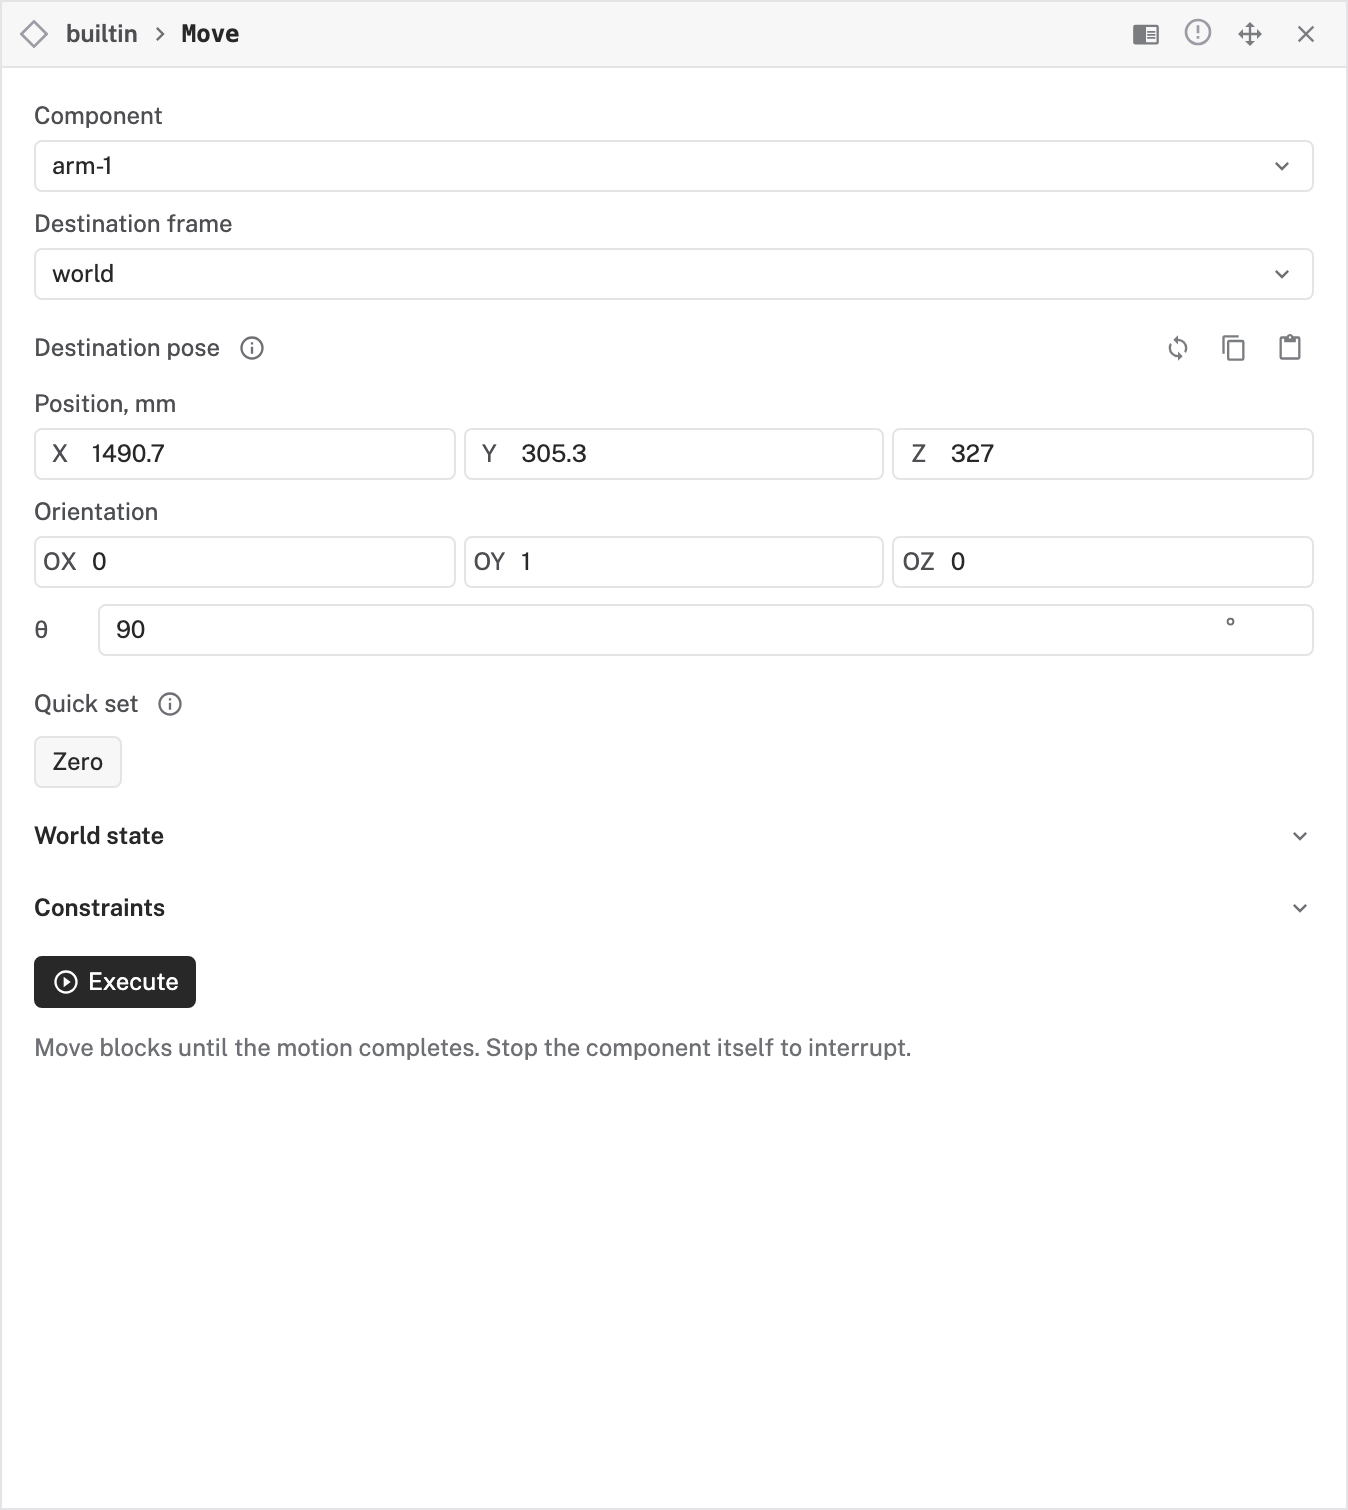 builtin > Move
Component
arm-1
Destination frame
world
Destination pose
Position, mm
X 1490.7 Y 305.3 Z 327
Orientation
OX 0 OY 1 OZ 0
θ 90 °
Quick set
Zero
World state
Constraints
Execute
Move blocks until the motion completes. Stop the component itself to interrupt.